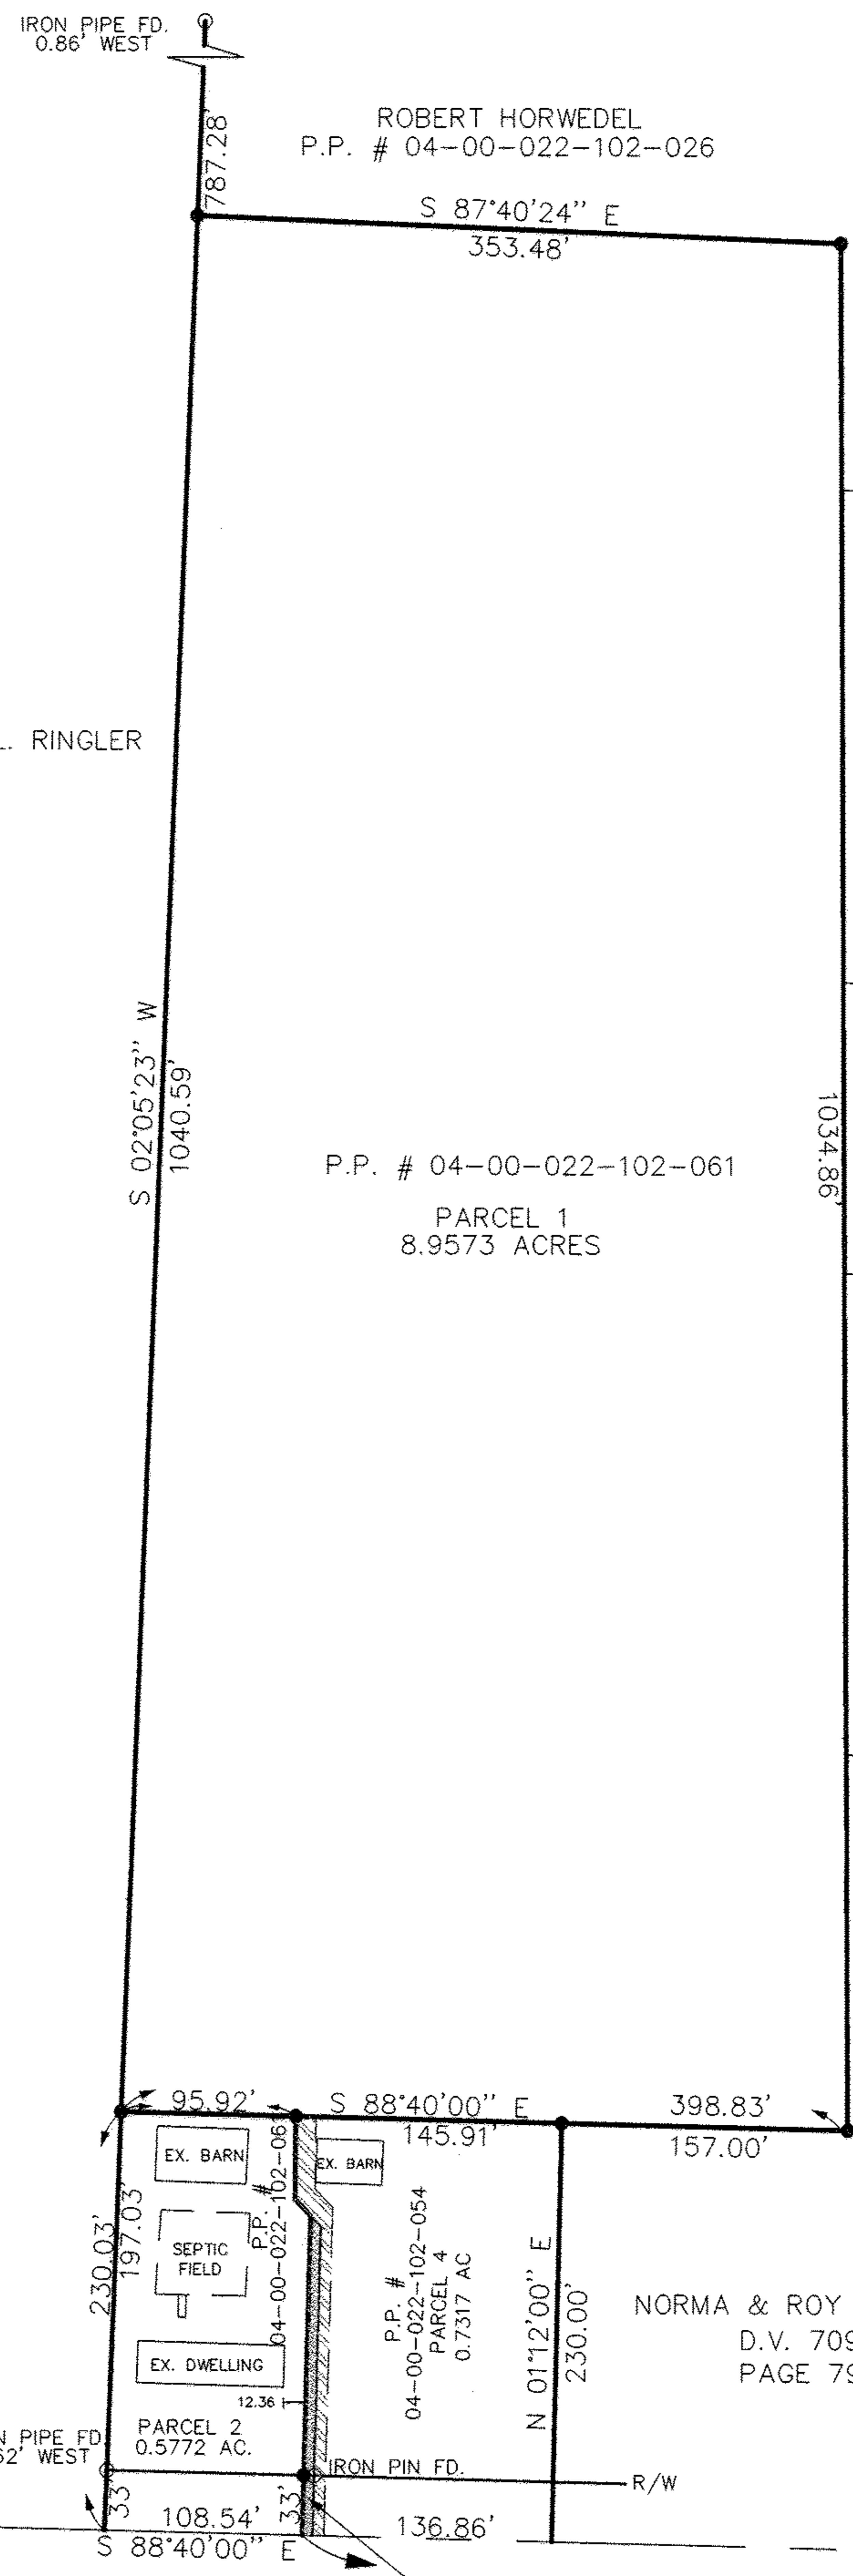 IRON PIPE FD.
0.86' WEST
787.28'
ROBERT HORWEDEL
P.P. # 04-00-022-102-026
S 87°40'24" E
353.48'
L. RINGLER
S 02°05'23" W
1040.59'
1034.86'
P.P. # 04-00-022-102-061
PARCEL 1
8.9573 ACRES
95.92'
S 88°40'00" E
145.91'
398.83'
157.00'
EX. BARN
EX. BARN
230.03'
197.03'
SEPTIC
FIELD
P.P. #
04-00-022-102-061
P.P. #
04-00-022-102-054
PARCEL 4
0.7317 AC
N 01°12'00" E
230.00'
NORMA & ROY
D.V. 709
PAGE 79
EX. DWELLING
12.36
PARCEL 2
0.5772 AC.
N PIPE FD
62' WEST
IRON PIN FD.
R/W
33'
33'
108.54'
136.86'
S 88°40'00" E